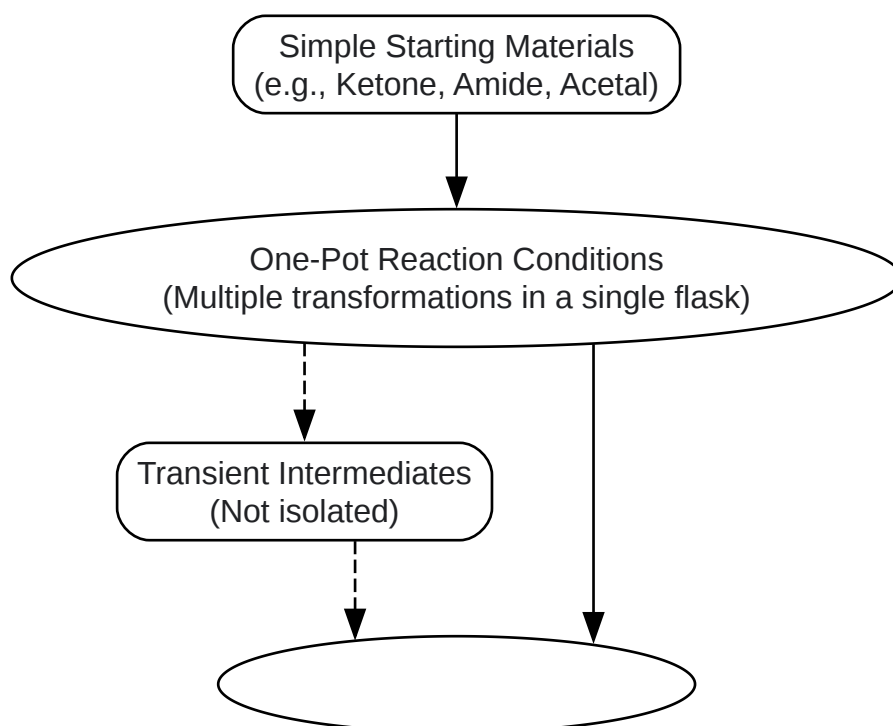 Simple Starting Materials
(e.g., Ketone, Amide, Acetal)
One-Pot Reaction Conditions
(Multiple transformations in a single flask)
Transient Intermediates
(Not isolated)